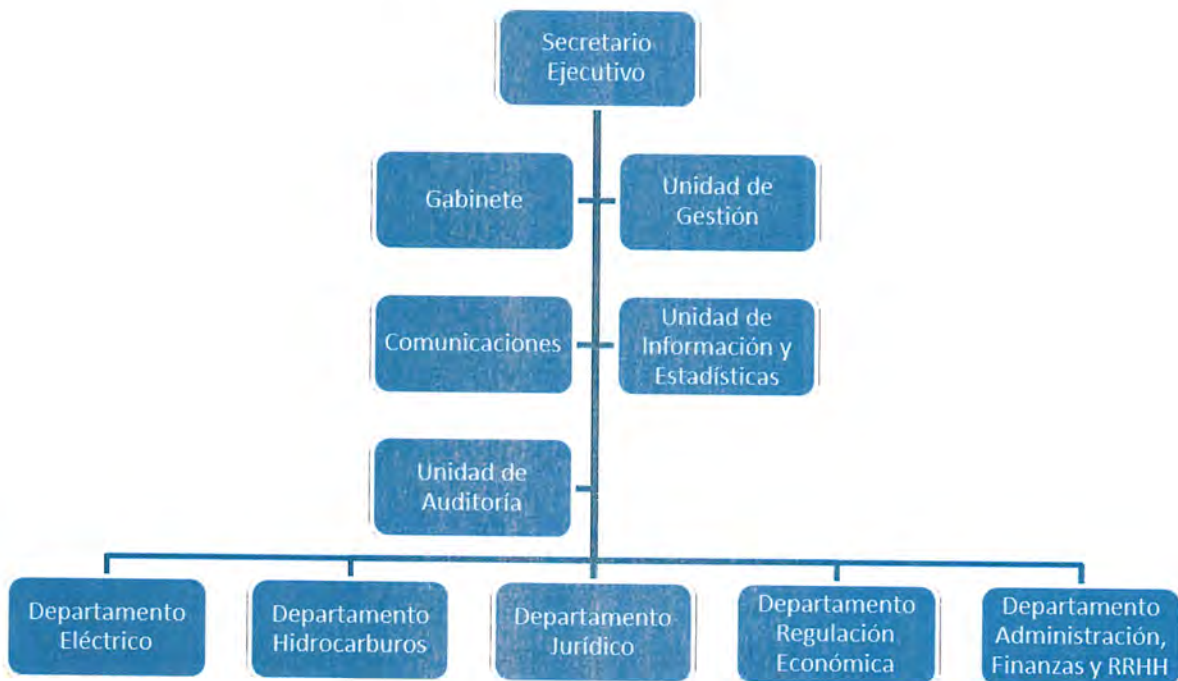 Secretario
Ejecutivo
Gabinete
Unidad de
Gestión
Comunicaciones
Unidad de
Información y
Estadísticas
Unidad de
Auditoría
Departamento
Eléctrico
Departamento
Hidrocarburos
Departamento
Jurídico
Departamento
Regulación
Económica
Departamento
Administración,
Finanzas y RRHH